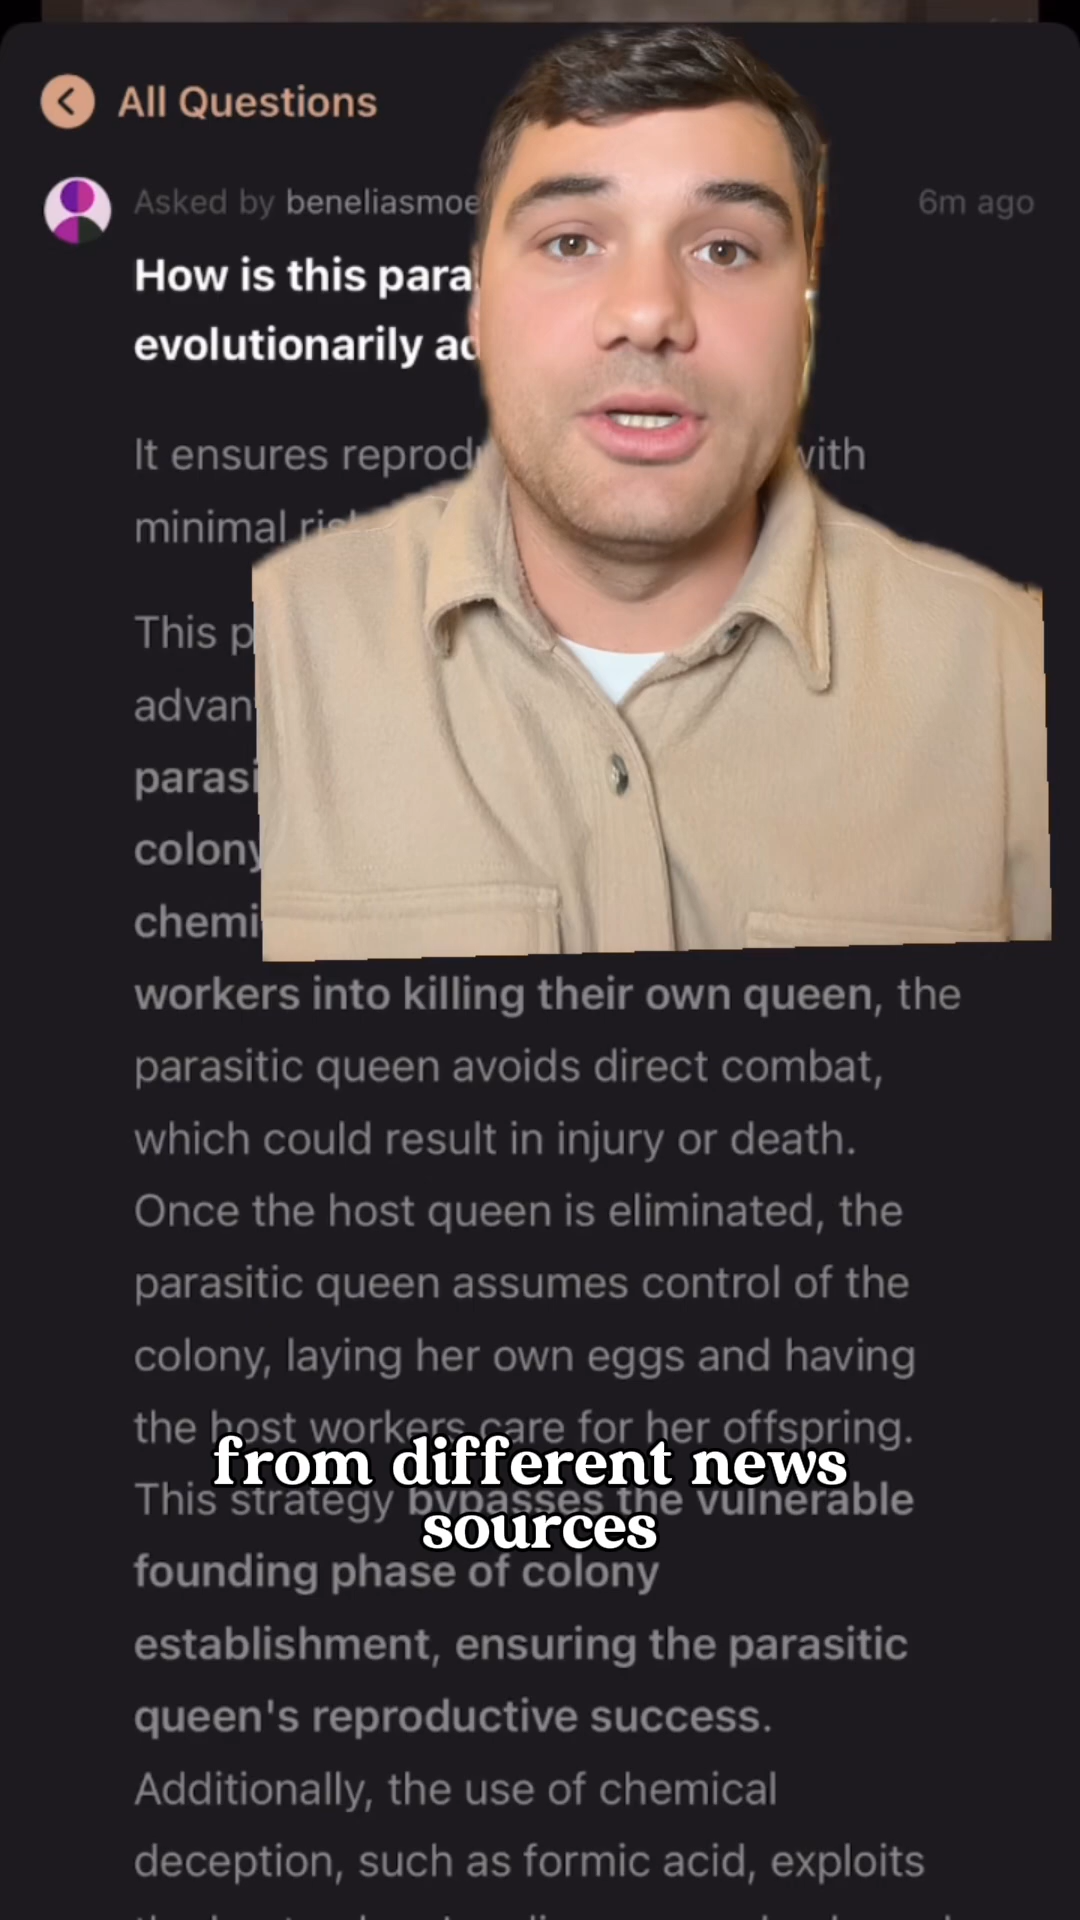 All Questions
Asked by beneliasmoe
6m ago
How is this para
evolutionarily
It ensures reprod with
minimal
This
advan
parasi
colony
chemi
workers into killing their own queen, the
parasitic queen avoids direct combat,
which could result in injury or death.
Once the host queen is eliminated, the
parasitic queen assumes control of the
colony, laying her own eggs and having
the host workers care for her offspring.
from different news
This strategy bypasses the vulnerable
sources
founding phase of colony
establishment, ensuring the parasitic
queen's reproductive success.
Additionally, the use of chemical
deception, such as formic acid, exploits